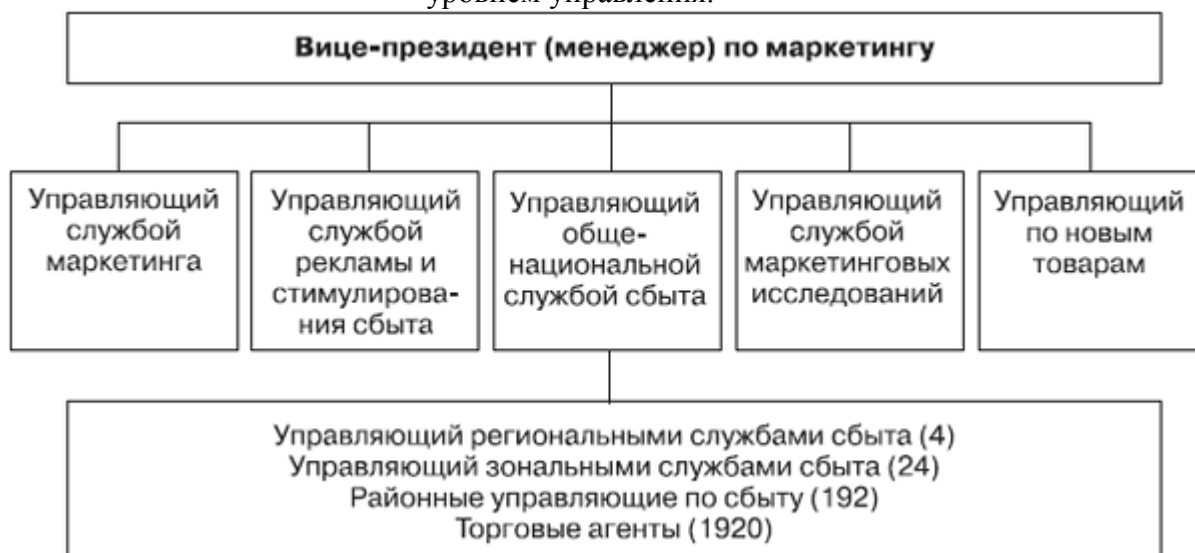 уровнем управления.
Вице-президент (менеджер) по маркетингу
Управляющий
службой
маркетинга
Управляющий
службой
рекламы и
стимулирова-
ния сбыта
Управляющий
обще-
национальной
службой сбыта
Управляющий
службой
маркетинговых
исследований
Управляющий
по новым
товарам
Управляющий региональными службами сбыта (4)
Управляющий зональными службами сбыта (24)
Районные управляющие по сбыту (192)
Торговые агенты (1920)